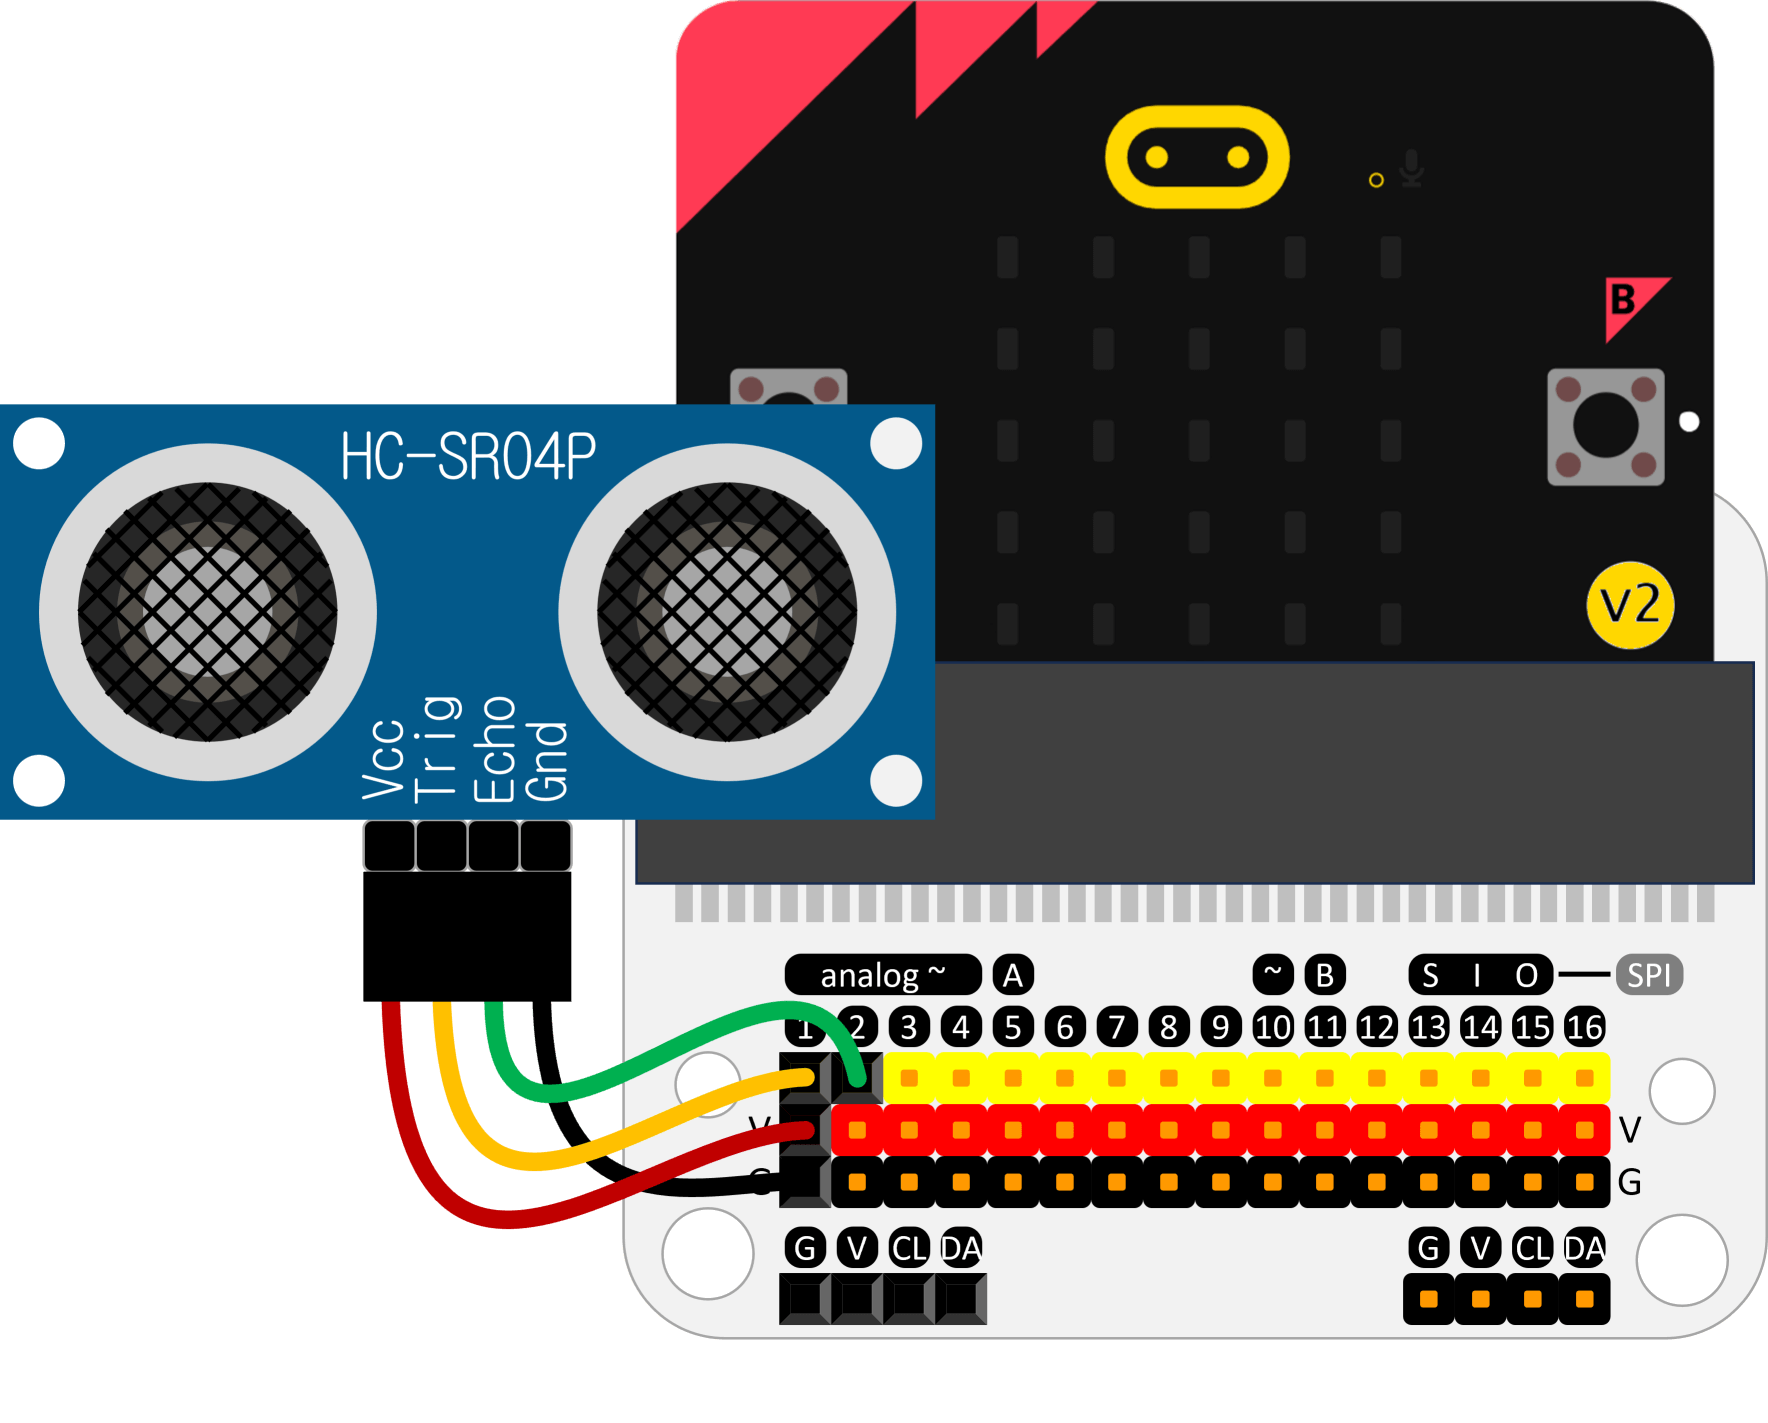 B
HC-SR04P
V2
Vcc
Trig
Echo
Gnd
analog ~ A ~ B S I O SPI
1 2 3 4 5 6 7 8 9 10 11 12 13 14 15 16
V V
G G
G V CL DA G V CL DA